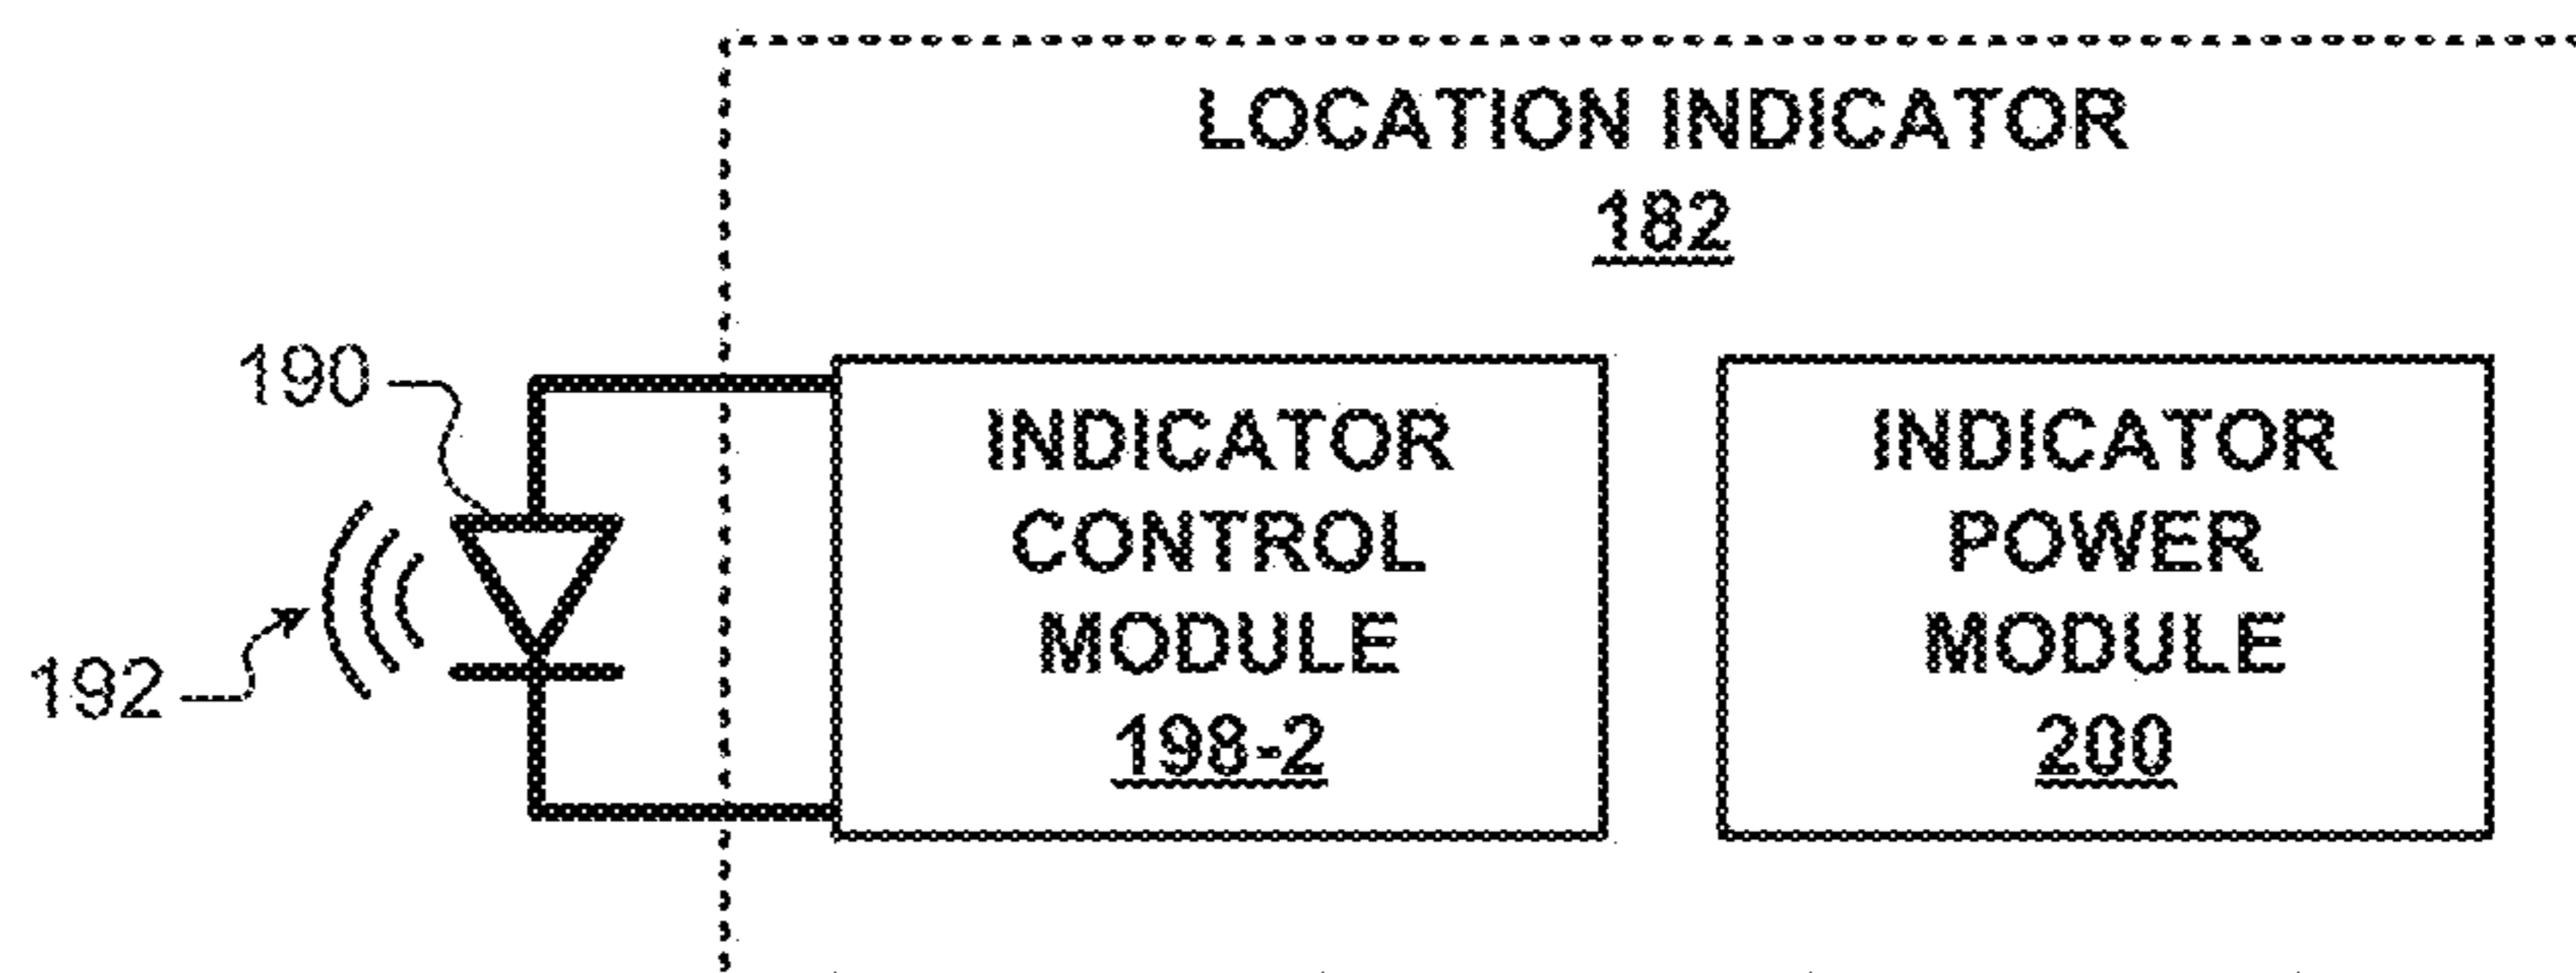 LOCATION INDICATOR
182
190
INDICATOR
CONTROL
MODULE
198-2
INDICATOR
POWER
MODULE
200
192